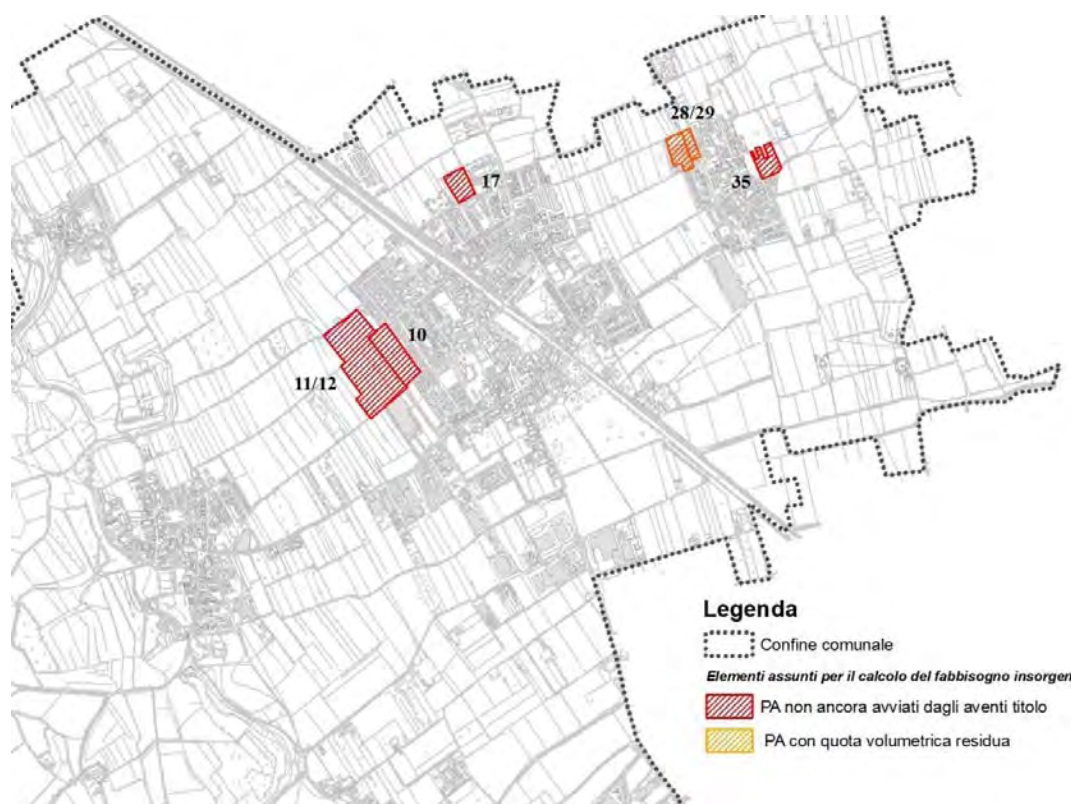 28/29
17
35
10
11/12
Legenda
Confine comunale
Elementi assunti per il calcolo del fabbisogno insorgen
PA non ancora avviati dagli aventi titolo
PA con quota volumetrica residua